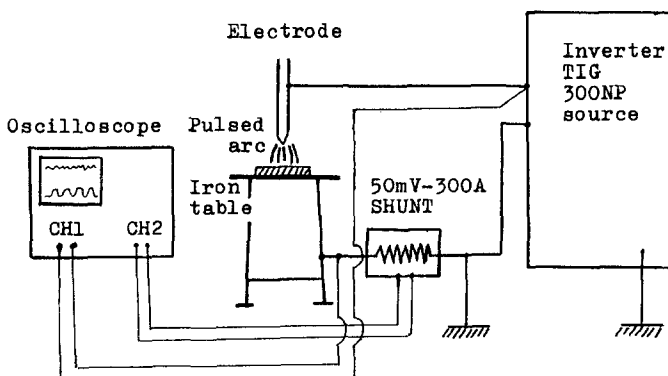 Electrode
Inverter
TIG
300NP
source
Oscilloscope
Pulsed
arc
Iron
table
50mV-300A
SHUNT
CH1
CH2